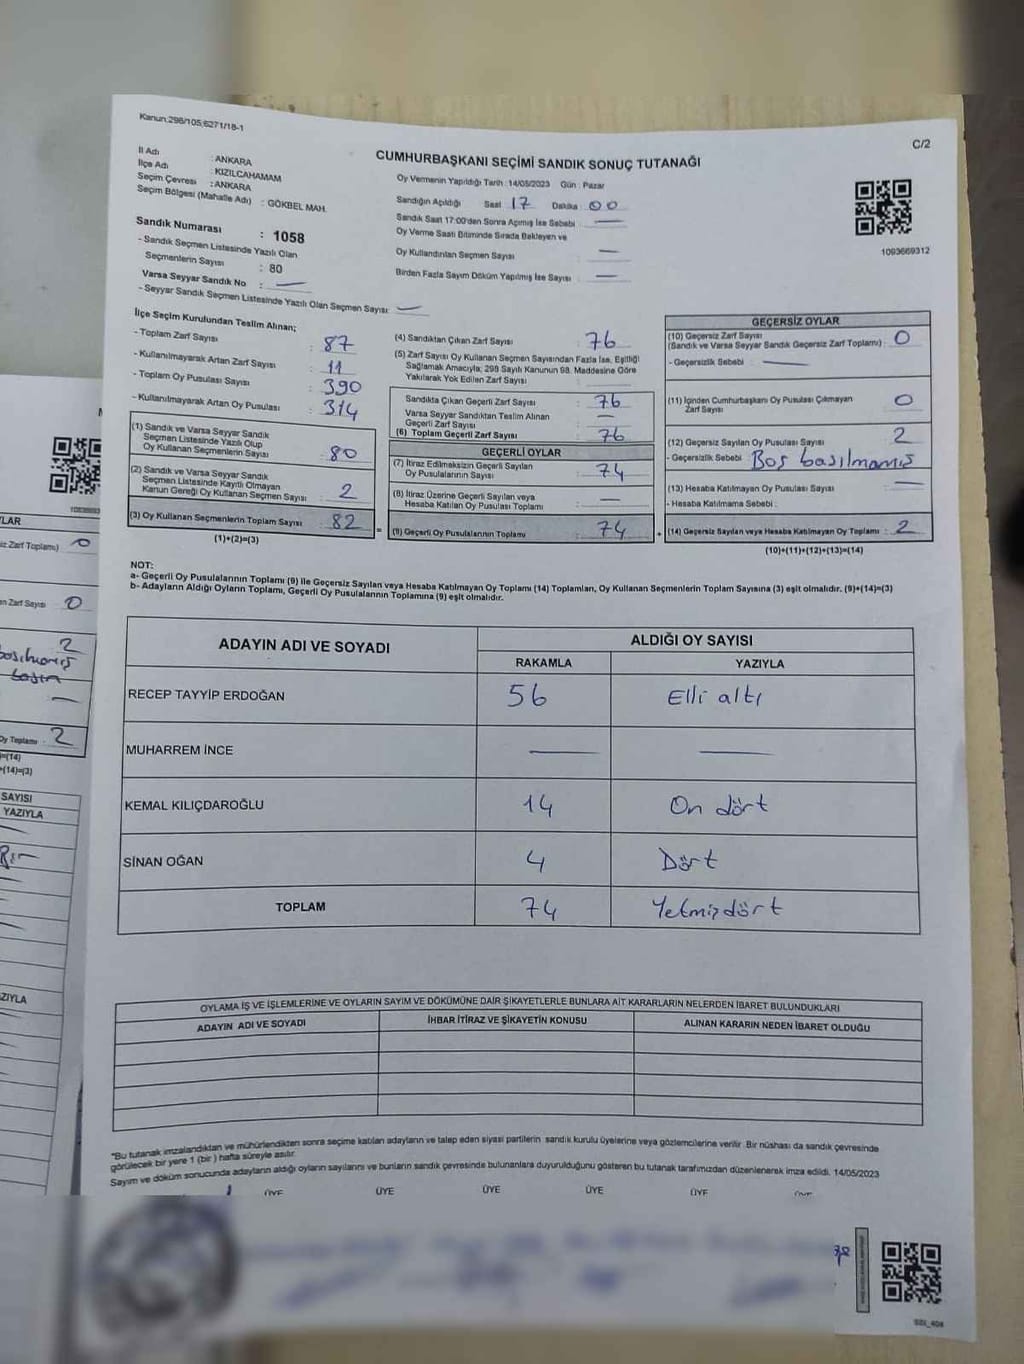 Kanun;298/105;6271/18-1
C/2
CUMHURBAŞKANI SEÇİMİ SANDIK SONUÇ TUTANAĞI
İl Adı : ANKARA
İlçe Adı : KIZILCAHAMAM
Seçim Çevresi : ANKARA
Seçim Bölgesi (Mahalle Adı) : GÖKBEL MAH.
Sandık Numarası : 1058
- Sandık Seçmen Listesinde Yazılı Olan
Seçmenlerin Sayısı : 80
Varsa Seyyar Sandık No : —
- Seyyar Sandık Seçmen Listesinde Yazılı Olan Seçmen Sayısı: —
Oy Vermenin Yapıldığı Tarih : 14/05/2023 Gün : Pazar
Sandığın Açıldığı Saat 17 Dakika : 00
Sandık Saat 17:00'den Sonra Açılmış İse Sebebi : —
Oy Verme Saati Bitiminde Sırada Bekleyen ve
Oy Kullandırılan Seçmen Sayısı : —
Birden Fazla Sayım Döküm Yapılmış İse Sayısı : —
1093669312
İlçe Seçim Kurulundan Teslim Alınan;
- Toplam Zarf Sayısı : 87
- Kullanılmayarak Artan Zarf Sayısı : 11
- Toplam Oy Pusulası Sayısı : 390
- Kullanılmayarak Artan Oy Pusulası : 314
(1) Sandık ve Varsa Seyyar Sandık
Seçmen Listesinde Yazılı Olup
Oy Kullanan Seçmenlerin Sayısı : 80
(2) Sandık ve Varsa Seyyar Sandık
Seçmen Listesinde Kayıtlı Olmayan
Kanun Gereği Oy Kullanan Seçmen Sayısı : 2
(3) Oy Kullanan Seçmenlerin Toplam Sayısı : 82
(1)+(2)=(3)
(4) Sandıktan Çıkan Zarf Sayısı : 76
(5) Zarf Sayısı Oy Kullanan Seçmen Sayısından Fazla İse, Eşitliği
Sağlamak Amacıyla; 298 Sayılı Kanunun 98. Maddesine Göre
Yakılarak Yok Edilen Zarf Sayısı :
Sandıkta Çıkan Geçerli Zarf Sayısı : 76
Varsa Seyyar Sandıktan Teslim Alınan
Geçerli Zarf Sayısı : —
(6) Toplam Geçerli Zarf Sayısı : 76
GEÇERLİ OYLAR
(7) İtiraz Edilmeksizin Geçerli Sayılan
Oy Pusulalarının Sayısı : 74
(8) İtiraz Üzerine Geçerli Sayılan veya
Hesaba Katılan Oy Pusulası Toplamı : —
= (9) Geçerli Oy Pusulalarının Toplamı : 74
GEÇERSİZ OYLAR
(10) Geçersiz Zarf Sayısı
(Sandık ve Varsa Seyyar Sandık Geçersiz Zarf Toplamı) : 0
- Geçersizlik Sebebi : —
(11) İçinden Cumhurbaşkanı Oy Pusulası Çıkmayan
Zarf Sayısı : 0
(12) Geçersiz Sayılan Oy Pusulası Sayısı : 2
- Geçersizlik Sebebi : Boş basılmamış
(13) Hesaba Katılmayan Oy Pusulası Sayısı : —
- Hesaba Katılmama Sebebi :
+ (14) Geçersiz Sayılan veya Hesaba Katılmayan Oy Toplamı : 2
(10)+(11)+(12)+(13)=(14)
NOT:
a- Geçerli Oy Pusulalarının Toplamı (9) ile Geçersiz Sayılan veya Hesaba Katılmayan Oy Toplamı (14) Toplamları, Oy Kullanan Seçmenlerin Toplam Sayısına (3) eşit olmalıdır. (9)+(14)=(3)
b- Adayların Aldığı Oyların Toplamı, Geçerli Oy Pusulalarının Toplamına (9) eşit olmalıdır.
ADAYIN ADI VE SOYADI ALDIĞI OY SAYISI
RAKAMLA YAZIYLA
RECEP TAYYİP ERDOĞAN 56 Elli altı
MUHARREM İNCE — —
KEMAL KILIÇDAROĞLU 14 On dört
SİNAN OĞAN 4 Dört
TOPLAM 74 Yetmişdört
OYLAMA İŞ VE İŞLEMLERİNE VE OYLARIN SAYIM VE DÖKÜMÜNE DAİR ŞİKAYETLERLE BUNLARA AİT KARARLARIN NELERDEN İBARET BULUNDUKLARI
ADAYIN ADI VE SOYADI İHBAR İTİRAZ VE ŞİKAYETİN KONUSU ALINAN KARARIN NEDEN İBARET OLDUĞU
"Bu tutanak imzalandıktan ve mühürlendikten sonra seçime katılan adayların ve talep eden siyasi partilerin sandık kurulu üyelerine veya gözlemcilerine verilir. Bir nüshası da sandık çevresinde
görülecek bir yere 1 (bir) hafta süreyle asılır.
Sayım ve döküm sonucunda adayların aldığı oyların sayılarını ve bunların sandık çevresinde bulunanlara duyurulduğunu gösteren bu tutanak tarafımızdan düzenlenerek imza edildi. 14/05/2023
ÜYE ÜYE ÜYE ÜYE ÜYE
LAR
iz Zarf Toplamı) 0
en Zarf Sayısı 0
2
basılmamış
Oy Toplamı : 2
=(14)
+(14)=(3)
SAYISI
YAZIYLA
AZIYLA